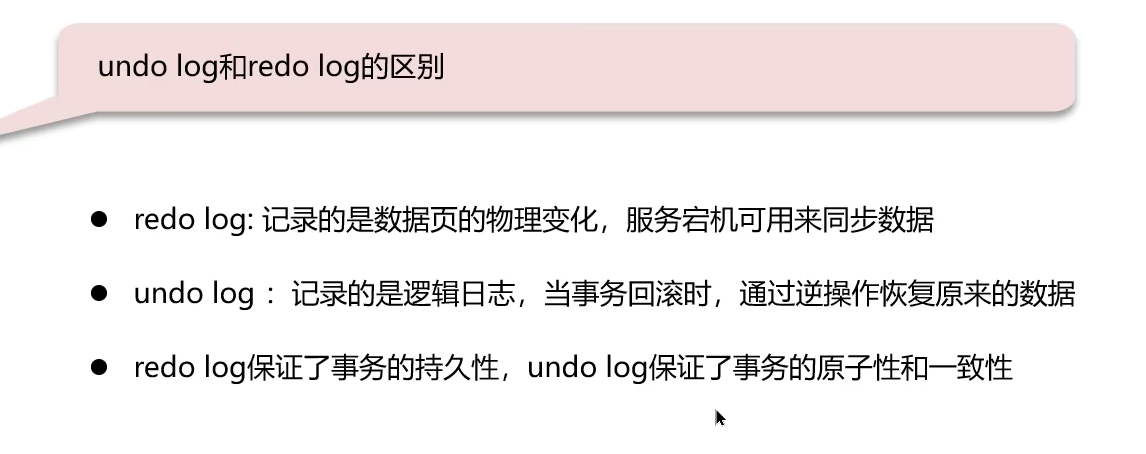 undo log和redo log的区别
redo log: 记录的是数据页的物理变化，服务宕机可用来同步数据
undo log ：记录的是逻辑日志，当事务回滚时，通过逆操作恢复原来的数据
redo log保证了事务的持久性，undo log保证了事务的原子性和一致性